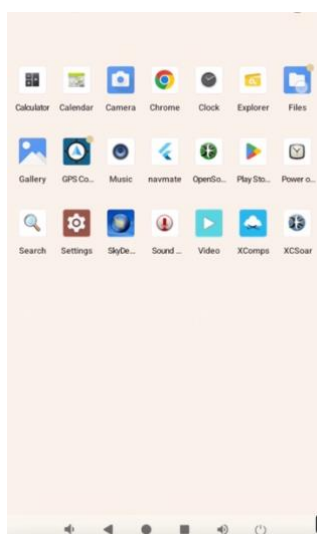 Calculator Calendar Camera Chrome Clock Explorer Files
Gallery GPS Co... Music navmate OpenSo... Play Sto... Power o...
Search Settings SkyDe... Sound ... Video XComps XCSoar